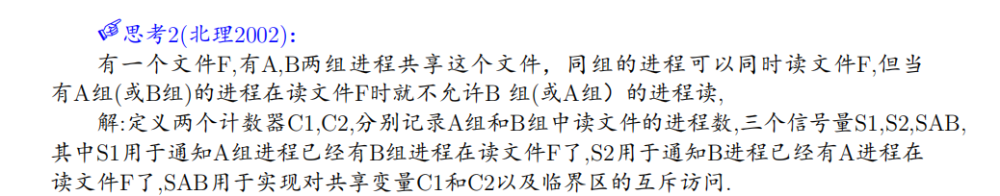 思考2(北理2002):
有一个文件F,有A,B两组进程共享这个文件，同组的进程可以同时读文件F,但当
有A组(或B组)的进程在读文件F时就不允许B 组(或A组）的进程读,
解:定义两个计数器C1,C2,分别记录A组和B组中读文件的进程数,三个信号量S1,S2,SAB,
其中S1用于通知A组进程已经有B组进程在读文件F了,S2用于通知B进程已经有A进程在
读文件F了,SAB用于实现对共享变量C1和C2以及临界区的互斥访问.